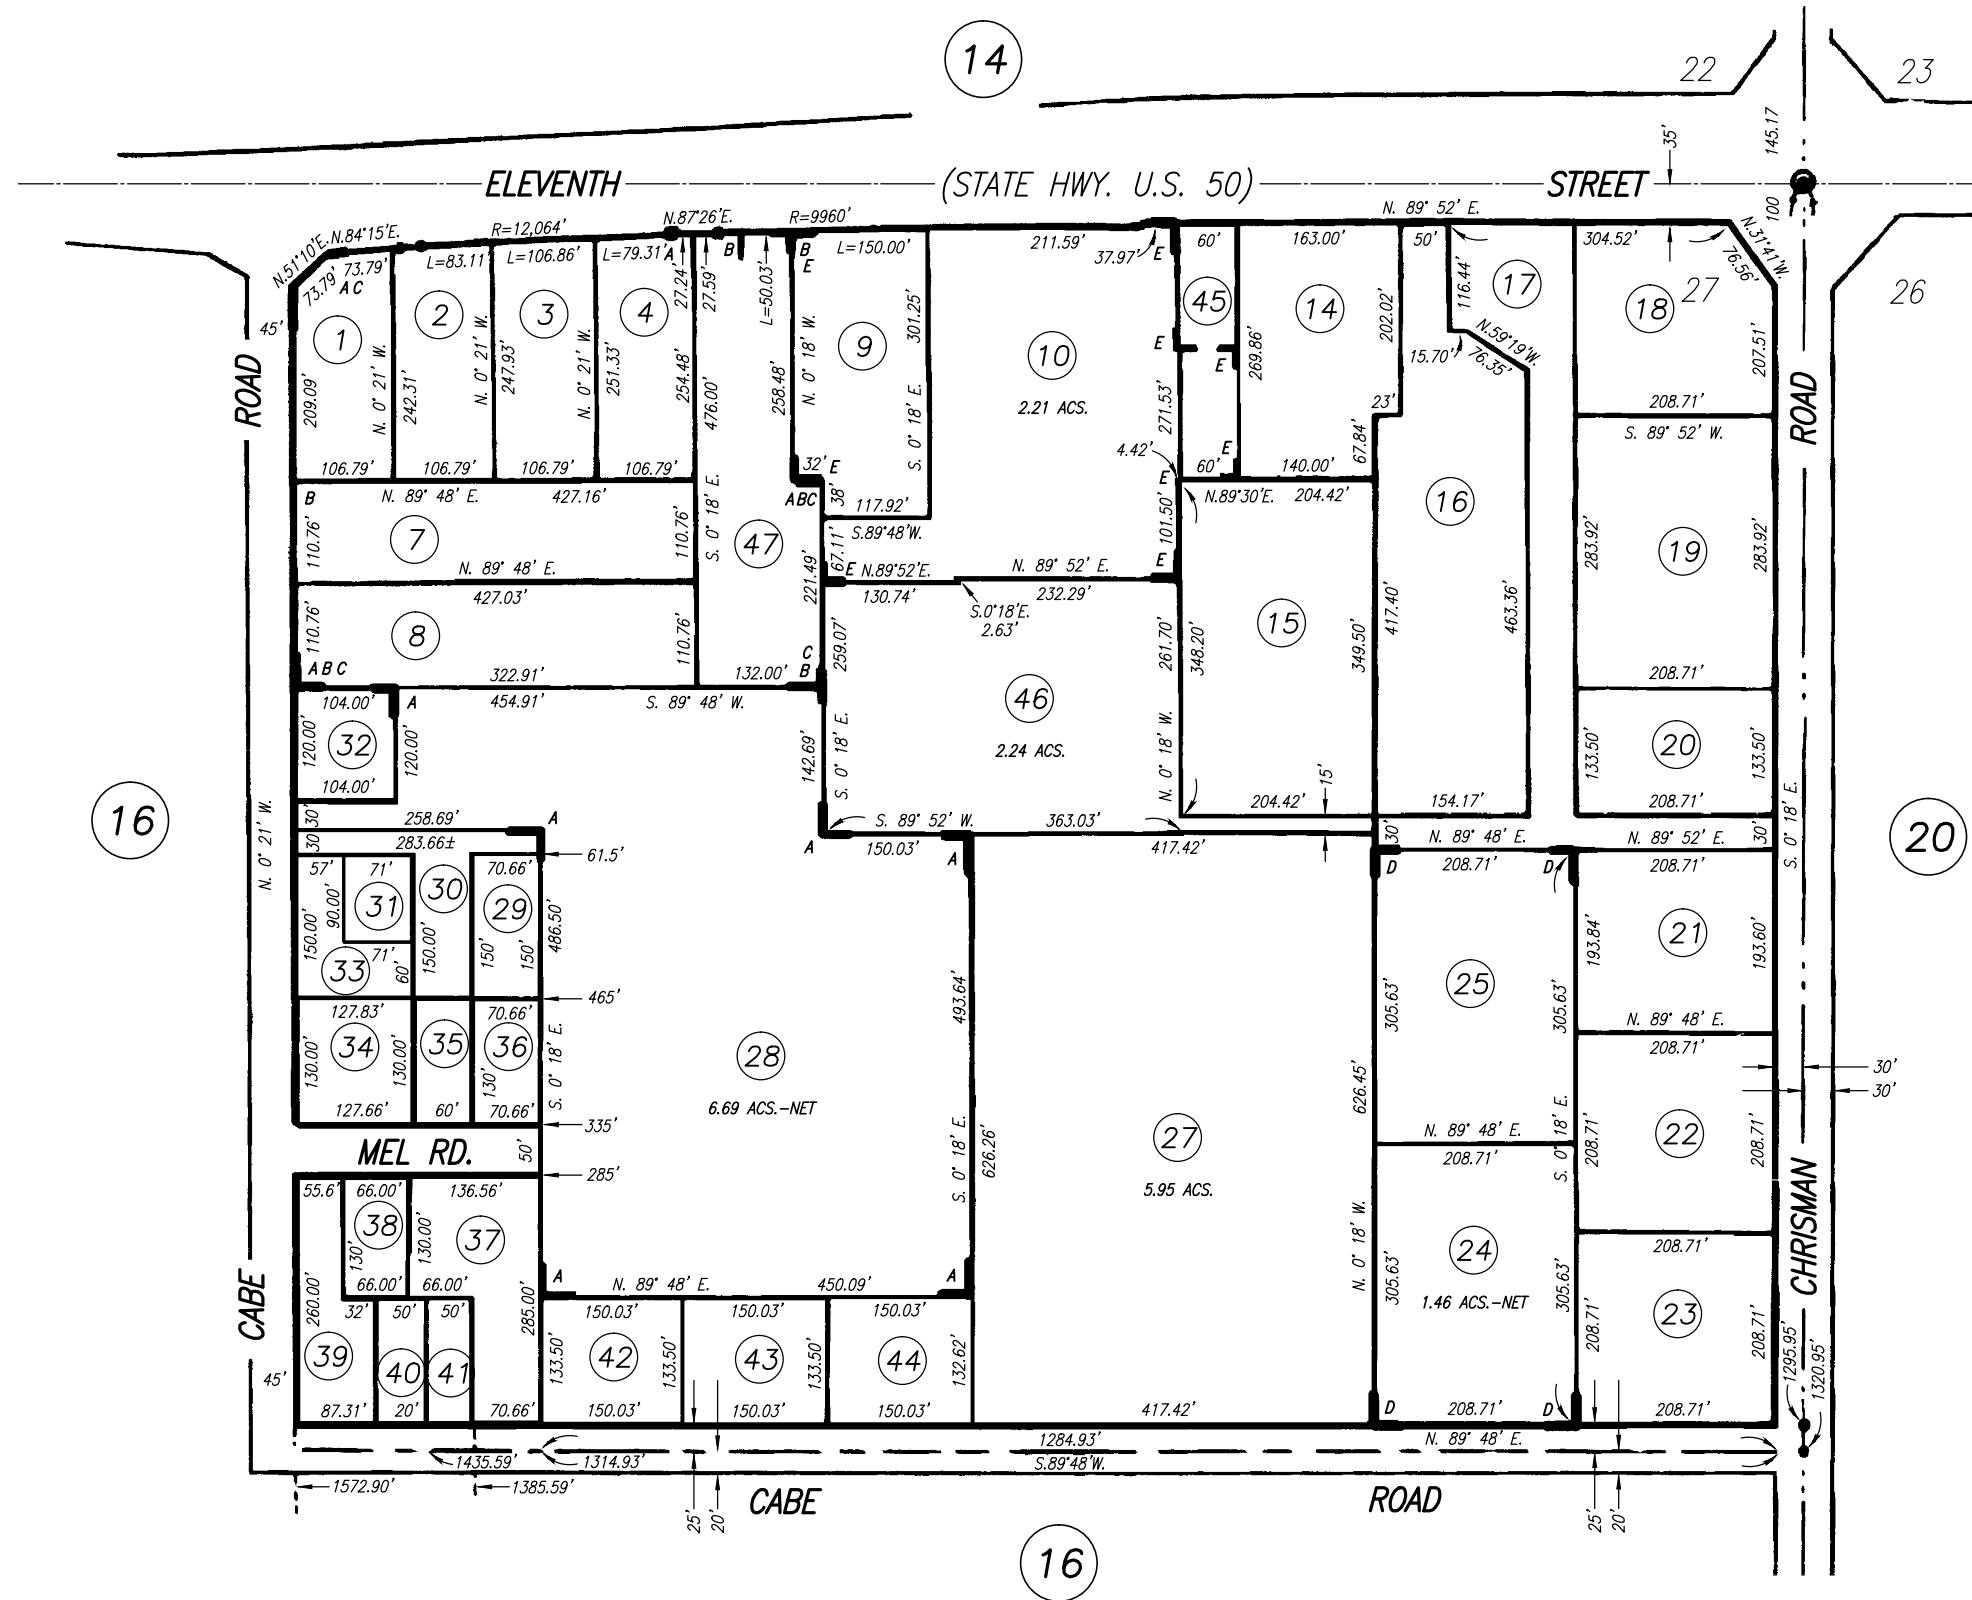 14
22
23
145.17
35'
ELEVENTH (STATE HWY. U.S. 50) STREET
100
N.51°10'E.
N.84°15'E.
R=12,064'
N.87°26'E.
R=9960'
N. 89° 52' E.
N.31°41'W.
76.56'
73.79'
73.79'
A C
L=83.11'
L=106.86'
L=79.31'
A
27.24'
27.59'
B
L=50.03'
B
E
L=150.00'
211.59'
37.97'
E
60'
163.00'
50'
304.52'
27
26
45'
1
2
3
4
9
10
2.21 ACS.
45
14
17
18
116.44'
N.59°19'W.
15.70'
76.35'
207.51'
209.09'
N. 0° 21' W.
242.31'
N. 0° 21' W.
247.93'
N. 0° 21' W.
251.33'
254.48'
476.00'
258.48'
N. 0° 18' W.
301.25'
S. 0° 18' E.
E
E
269.86'
202.02'
271.53'
23'
67.84'
208.71'
S. 89° 52' W.
ROAD
ROAD
106.79'
106.79'
106.79'
106.79'
32'
E
4.42'
E
E
60'
140.00'
B
N. 89° 48' E.
427.16'
S. 0° 18' E.
ABC
38'
117.92'
S.89°48'W.
N.89°30'E.
204.42'
16
110.76'
7
110.76'
47
67.11'
101.50'
283.92'
19
283.92'
N. 89° 48' E.
221.49'
E
N.89°52'E.
N. 89° 52' E.
E
427.03'
130.74'
232.29'
S.0°18'E.
2.63'
110.76'
8
110.76'
259.07'
261.70'
348.20'
15
349.50'
417.40'
463.36'
A B C
322.91'
132.00'
C
B
208.71'
104.00'
A
454.91'
S. 89° 48' W.
46
2.24 ACS.
32
120.00'
120.00'
142.69'
S. 0° 18' E.
N. 0° 18' W.
133.50'
20
133.50'
104.00'
15'
16
N. 0° 21' W.
30'
258.69'
A
204.42'
154.17'
208.71'
S. 0° 18' E.
20
30
283.66±
S. 89° 52' W.
363.03'
30'
N. 89° 48' E.
N. 89° 52' E.
30'
A
150.03'
A
417.42'
D
208.71'
D
208.71'
57'
71'
70.66'
61.5'
31
30
29
150.00'
90.00'
150.00'
150'
150'
486.50'
33
71'
60'
193.84'
21
193.60'
465'
127.83'
70.66'
493.64'
305.63'
25
305.63'
N. 89° 48' E.
34
35
36
130.00'
130.00'
130'
S. 0° 18' E.
28
6.69 ACS.-NET
208.71'
30'
30'
127.66'
60'
70.66'
335'
626.45'
S. 0° 18' E.
MEL RD.
50'
285'
S. 0° 18' E.
626.26'
27
5.95 ACS.
N. 89° 48' E.
208.71'
208.71'
22
208.71'
55.6'
66.00'
136.56'
38
37
130'
130.00'
N. 0° 18' W.
24
1.46 ACS.-NET
208.71'
66.00'
66.00'
A
N. 89° 48' E.
450.09'
A
CHRISMAN
260.00'
32'
50'
50'
285.00'
150.03'
150.03'
150.03'
305.63'
305.63'
208.71'
23
208.71'
CABE
39
40
41
133.50'
42
133.50'
43
133.50'
44
132.62'
1295.95'
1320.95'
45'
87.31'
20'
70.66'
150.03'
150.03'
150.03'
417.42'
D
208.71'
D
208.71'
1284.93'
N. 89° 48' E.
1435.59'
1314.93'
S.89°48'W.
1572.90'
1385.59'
25'
20'
CABE ROAD
25'
20'
16